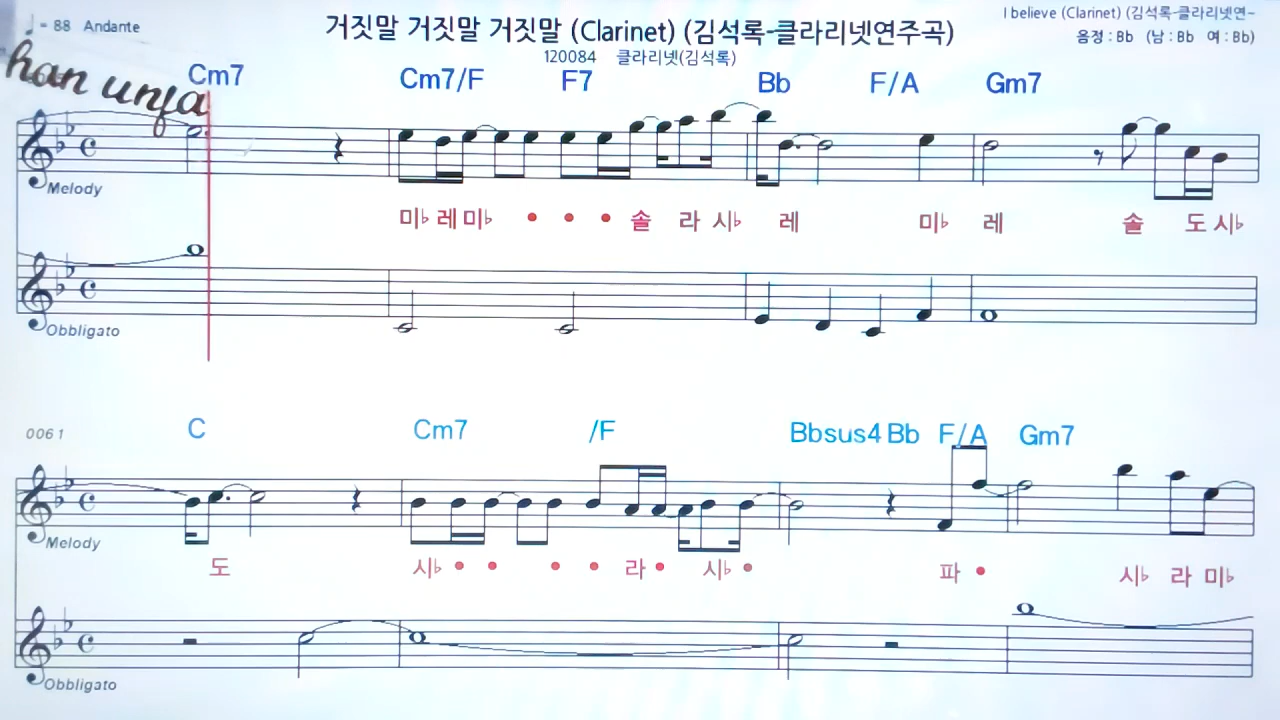 ♩ = 88 Andante
거짓말 거짓말 거짓말 (Clarinet) (김석록-클라리넷연주곡)
I believe (Clarinet) (김석록-클라리넷연~
120084 클라리넷(김석록)
음정 : Bb (남 : Bb 여 : Bb)
han unja
Cm7 Cm7/F F7 Bb F/A Gm7
Melody
미♭ 레 미♭ • • • 솔 라 시♭ 레 미♭ 레 솔 도 시♭
Obbligato
0061
C Cm7 /F Bbsus4 Bb F/A Gm7
Melody
도 시♭ • • • • 라 • 시♭ • 파 • 시♭ 라 미♭
Obbligato